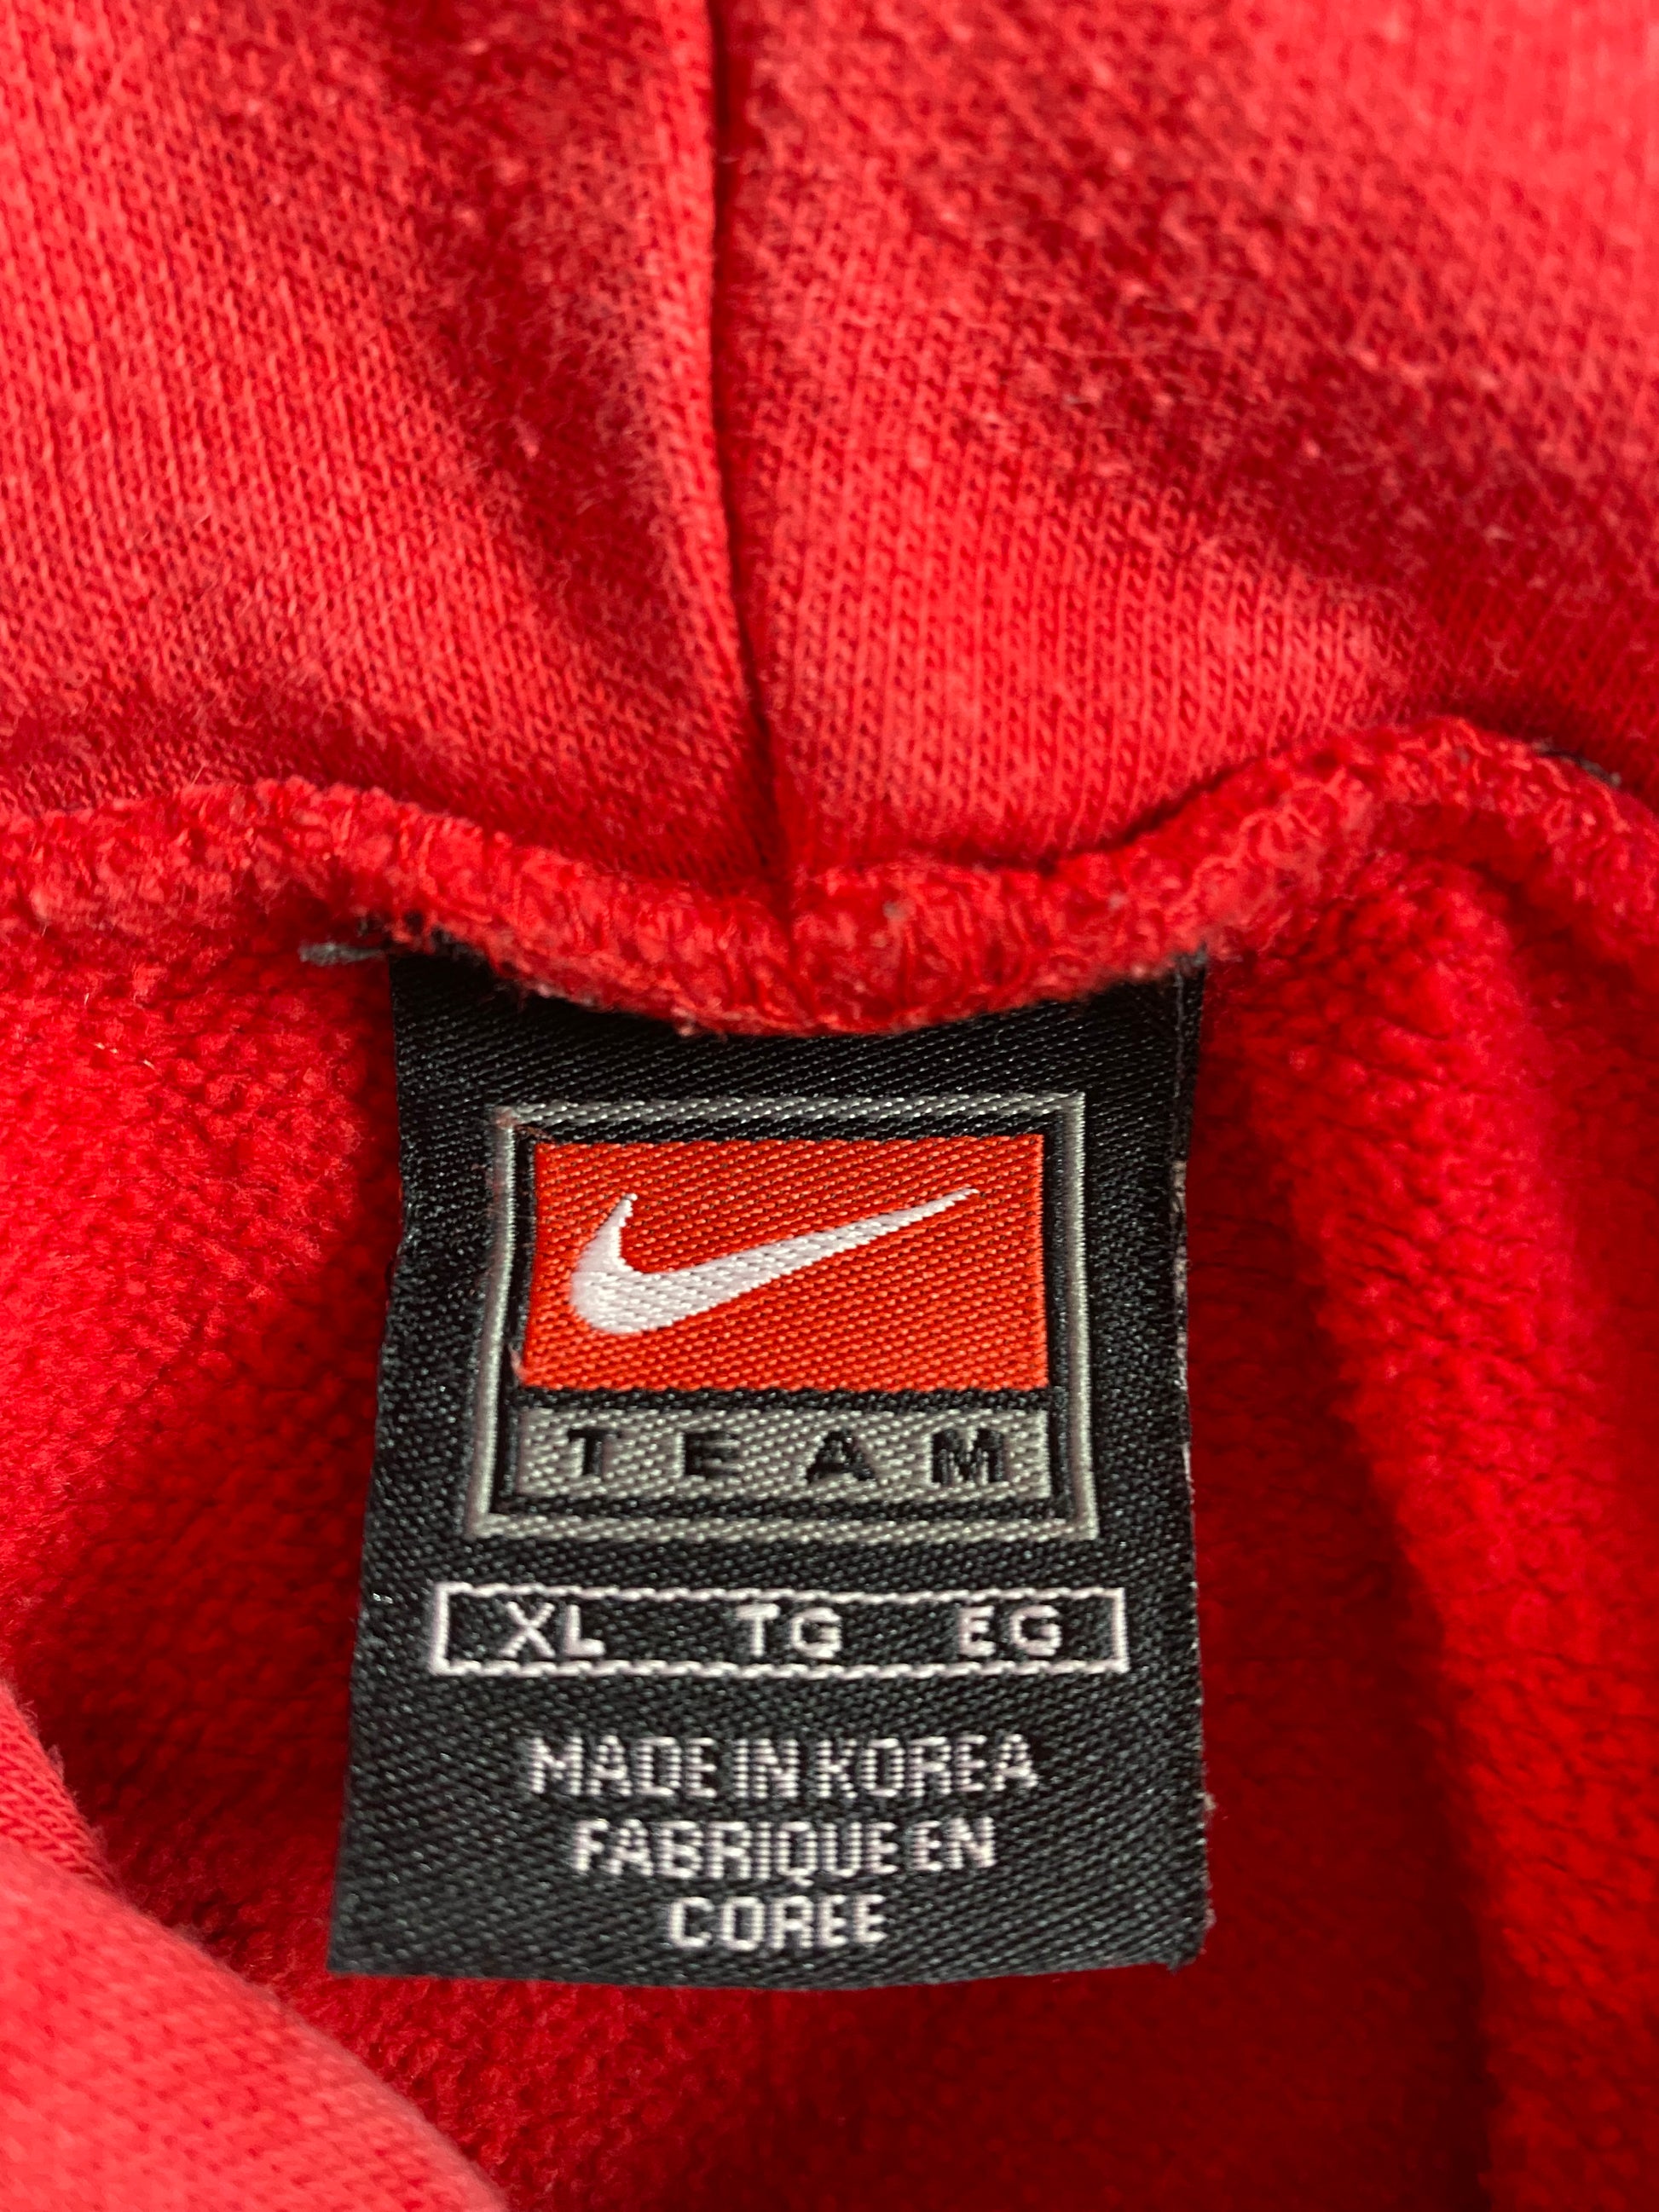 TEAM
XL TG EG
MADE IN KOREA
FABRIQUE EN
COREE